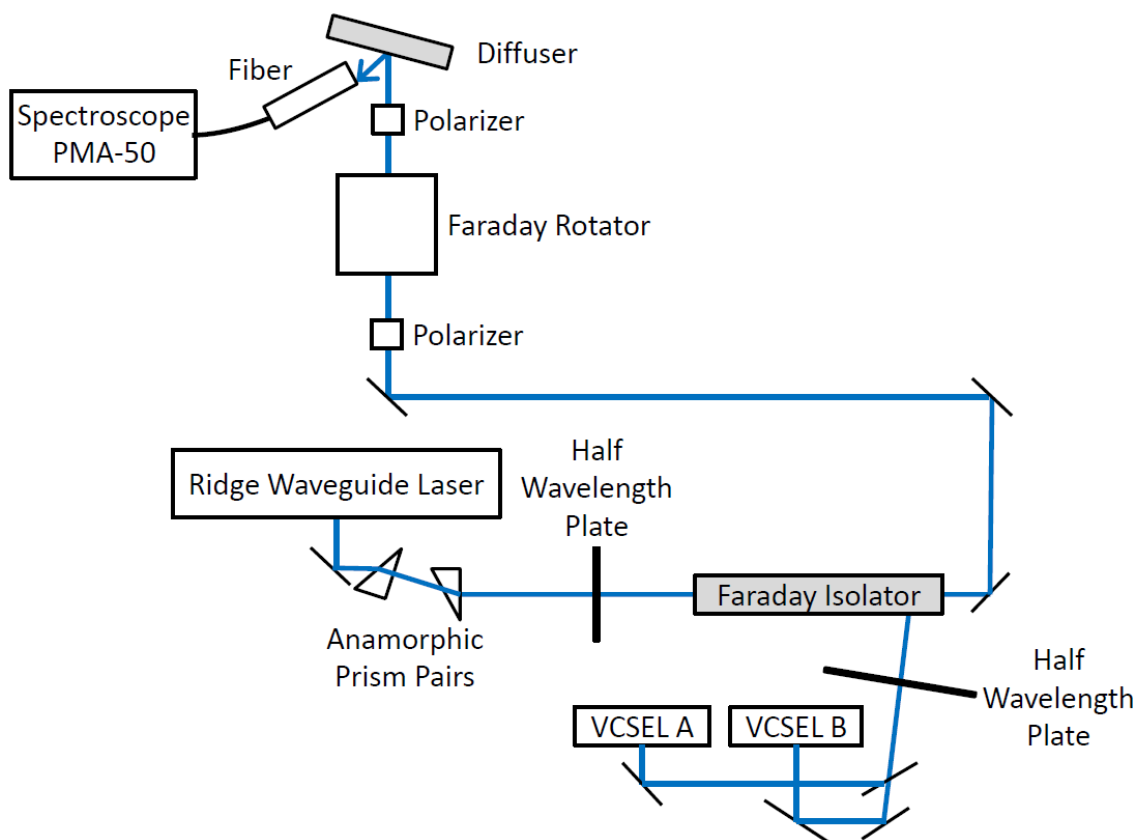 Diffuser
Fiber
Spectroscope
PMA-50
Polarizer
Faraday Rotator
Polarizer
Ridge Waveguide Laser
Half
Wavelength
Plate
Faraday Isolator
Anamorphic
Prism Pairs
Half
Wavelength
Plate
VCSEL A
VCSEL B